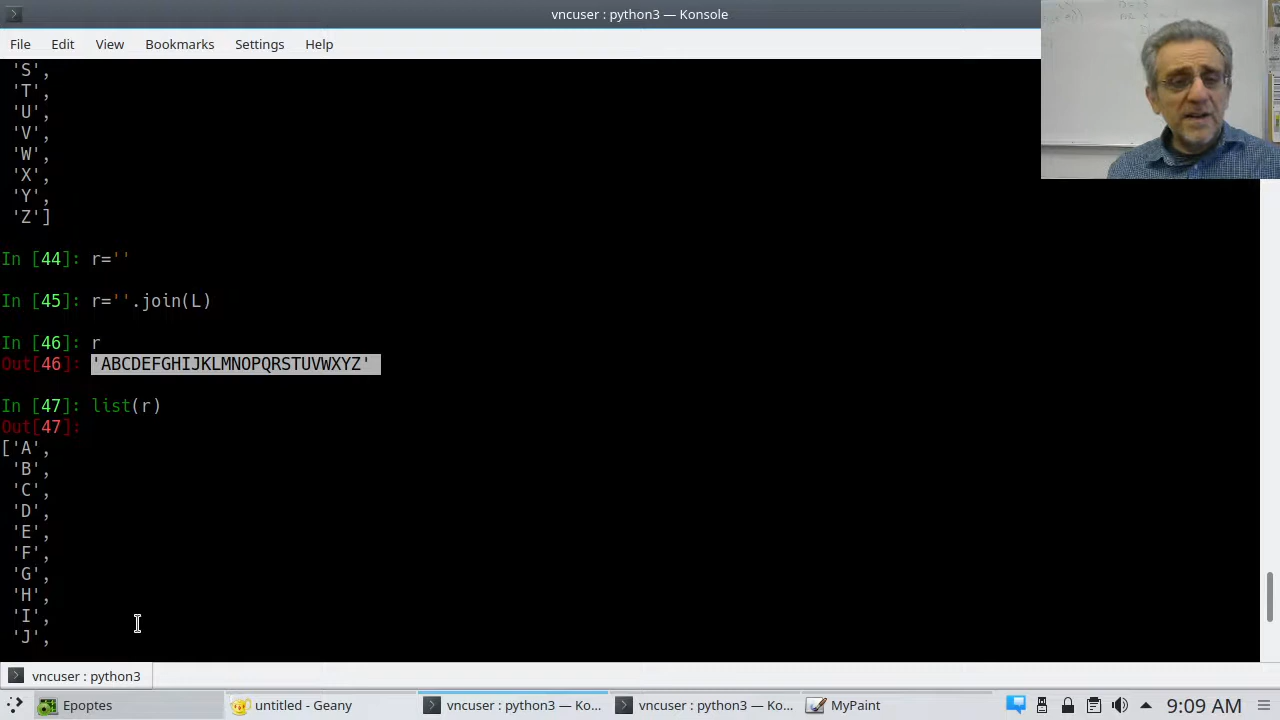 vncuser : python3 — Konsole
File Edit View Bookmarks Settings Help
'S',
'T',
'U',
'V',
'W',
'X',
'Y',
'Z']
In [44]: r=''
In [45]: r=''.join(L)
In [46]: r
Out[46]: 'ABCDEFGHIJKLMNOPQRSTUVWXYZ'
In [47]: list(r)
Out[47]:
['A',
'B',
'C',
'D',
'E',
'F',
'G',
'H',
'I',
'J',
vncuser : python3
Epoptes untitled - Geany vncuser : python3 — Ko... vncuser : python3 — Ko... MyPaint 9:09 AM